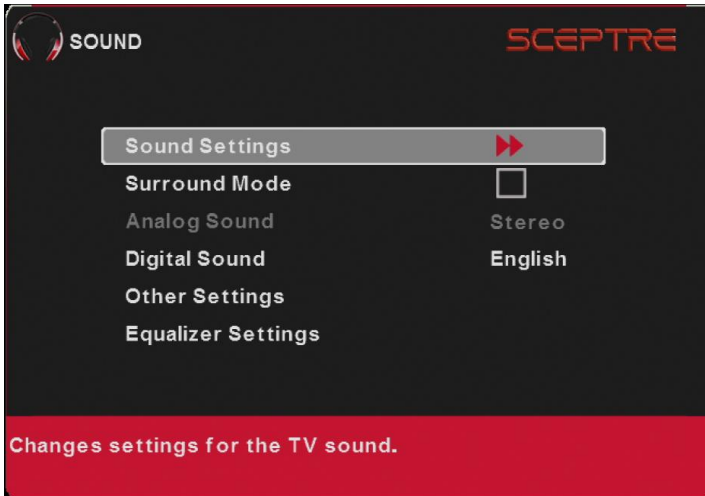 SOUND
SCEPTRE
Sound Settings
Surround Mode
Analog Sound Stereo
Digital Sound English
Other Settings
Equalizer Settings
Changes settings for the TV sound.